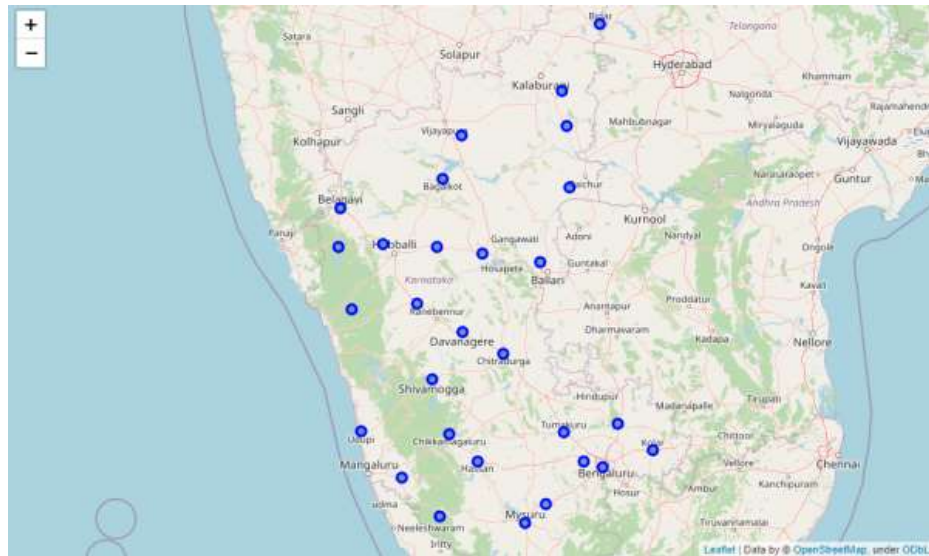 +
−
Satara
Solapur
Bidar
Telangana
Hyderabad
Khammam
Kalaburagi
Nalgonda
Rajamahendr
Sangli
Mahbubnagar
Miryalaguda
Kolhapur
Vijayapur
Vijayawada
Narasaraopet
Guntur
Bagalkot
Raichur
Belagavi
Kurnool
Andhra Pradesh
Panaji
Hubballi
Gangawati
Adoni
Nandyal
Ongole
Hosapete
Guntakal
Ballari
Karnataka
Kavali
Proddatur
Ranebennur
Anantapur
Dharmavaram
Kadapa
Nellore
Davanagere
Chitradurga
Shivamogga
Hindupur
Madanapalle
Tirupati
Udupi
Chikkamagaluru
Tumakuru
Kolar
Chittoor
Mangaluru
Hassan
Bengaluru
Vellore
Chennai
Hosur
Ambur
Kanchipuram
Mysuru
Tiruvannamalai
Neeleshwaram
Iritty
Leaflet | Data by © OpenStreetMap, under ODbL